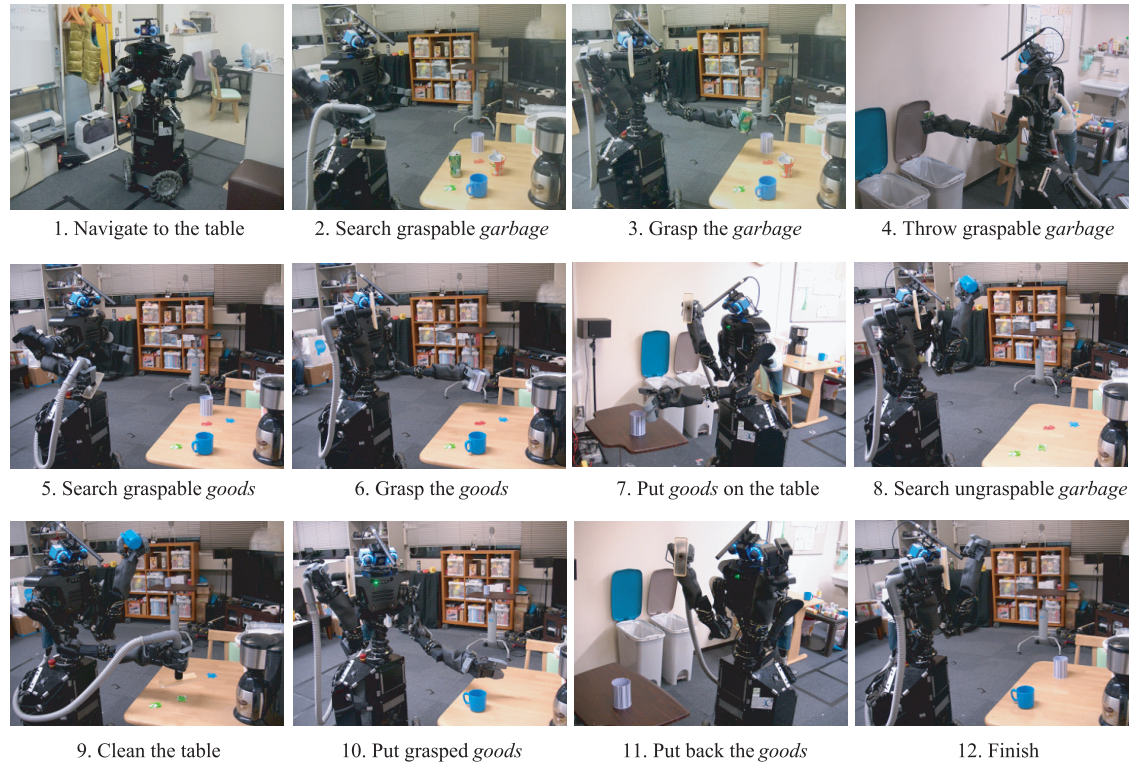 1. Navigate to the table
2. Search graspable garbage
3. Grasp the garbage
4. Throw graspable garbage
5. Search graspable goods
6. Grasp the goods
7. Put goods on the table
8. Search ungraspable garbage
9. Clean the table
10. Put grasped goods
11. Put back the goods
12. Finish